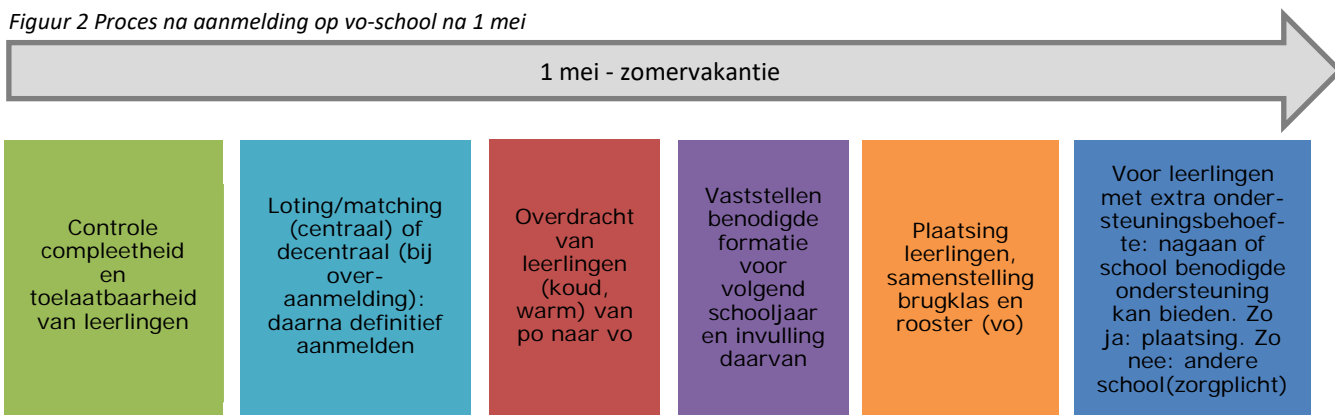 Figuur 2 Proces na aanmelding op vo-school na 1 mei
1 mei - zomervakantie
Controle
compleetheid
en
toelaatbaarheid
van leerlingen
Loting/matching
(centraal) of
decentraal (bij
over-
aanmelding):
daarna definitief
aanmelden
Overdracht
van
leerlingen
(koud,
warm) van
po naar vo
Vaststellen
benodigde
formatie
voor
volgend
schooljaar
en invulling
daarvan
Plaatsing
leerlingen,
samenstelling
brugklas en
rooster (vo)
Voor leerlingen
met extra onder-
steuningsbehoef-
te: nagaan of
school benodigde
ondersteuning
kan bieden. Zo
ja: plaatsing. Zo
nee: andere
school(zorgplicht)